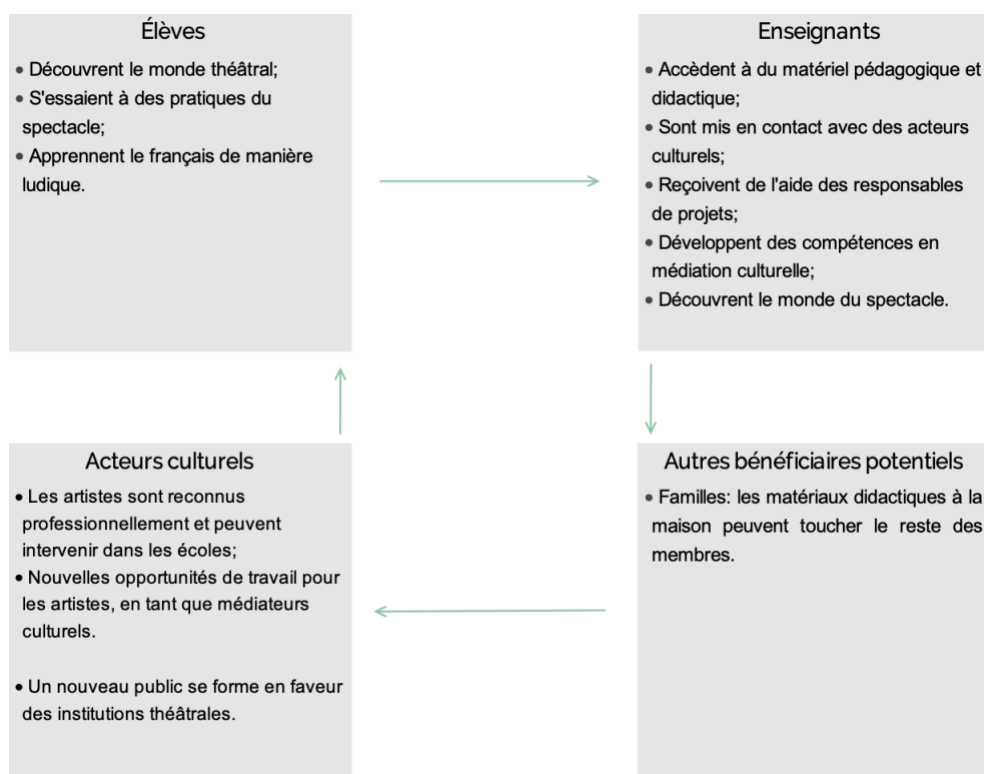 Élèves
• Découvrent le monde théâtral;
• S'essaient à des pratiques du
spectacle;
• Apprennent le français de manière
ludique.
Enseignants
• Accèdent à du matériel pédagogique et
didactique;
• Sont mis en contact avec des acteurs
culturels;
• Reçoivent de l'aide des responsables
de projets;
• Développent des compétences en
médiation culturelle;
• Découvrent le monde du spectacle.
Acteurs culturels
• Les artistes sont reconnus
professionnellement et peuvent
intervenir dans les écoles;
• Nouvelles opportunités de travail pour
les artistes, en tant que médiateurs
culturels.
• Un nouveau public se forme en faveur
des institutions théâtrales.
Autres bénéficiaires potentiels
• Familles: les matériaux didactiques à la
maison peuvent toucher le reste des
membres.